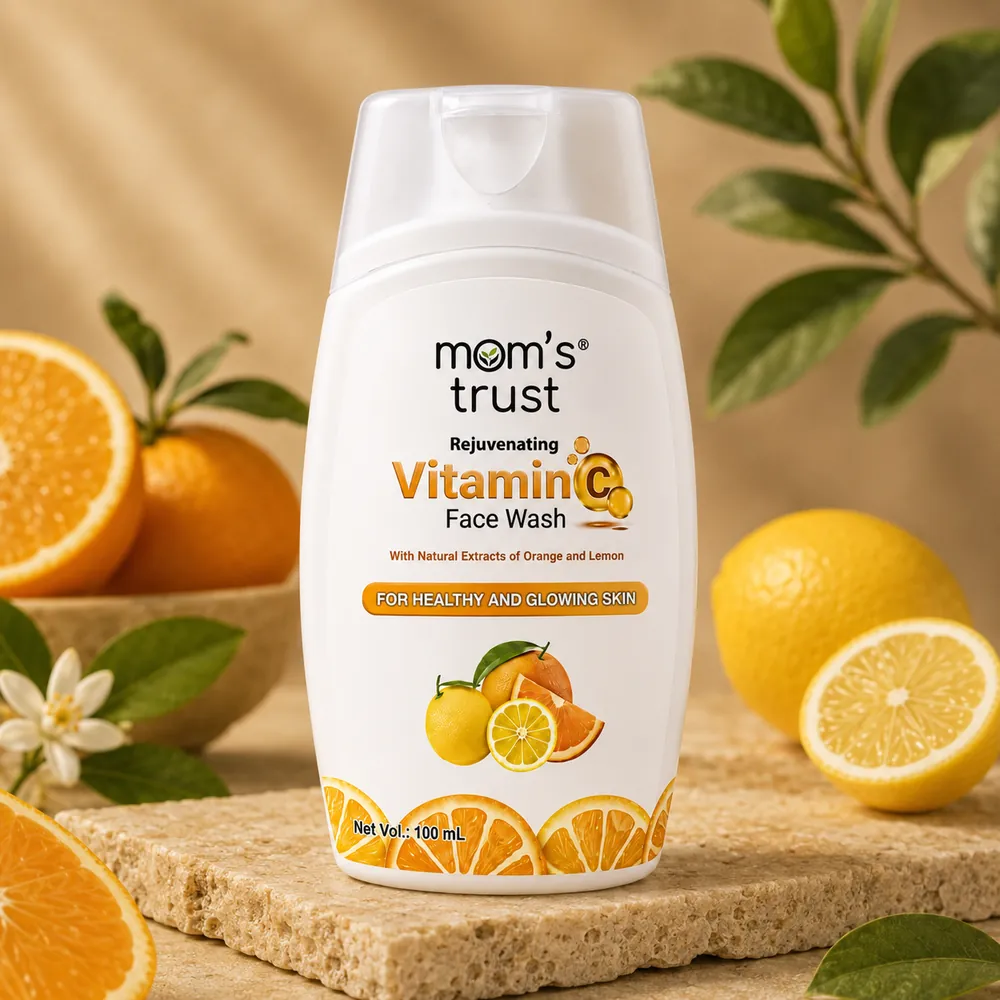 mom's®
trust
Rejuvenating
Vitamin C
Face Wash
With Natural Extracts of Orange and Lemon
FOR HEALTHY AND GLOWING SKIN
Net Vol.: 100 mL